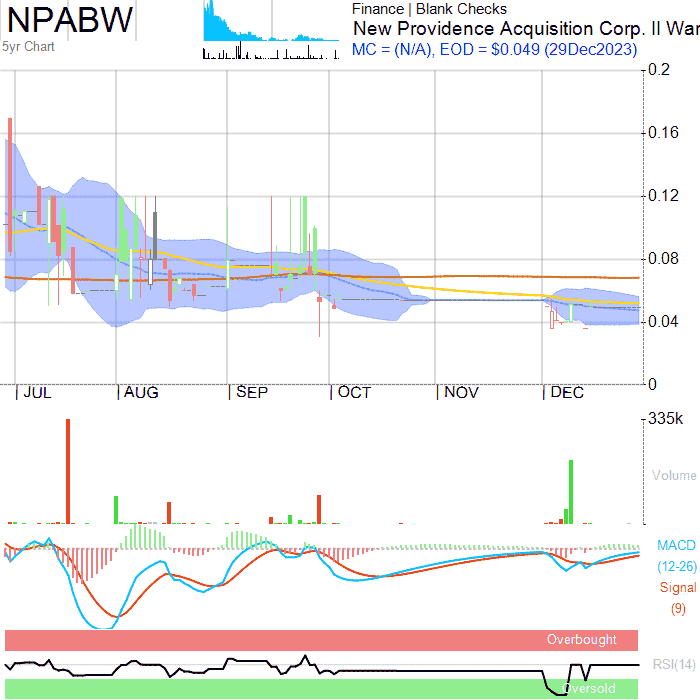 NPABW
5yr Chart
Finance | Blank Checks
New Providence Acquisition Corp. II War
MC = (N/A), EOD = $0.049 (29Dec2023)
0.2
0.16
0.12
0.08
0.04
0
JUL AUG SEP OCT NOV DEC
335k
Volume
MACD
(12-26)
Signal
(9)
Overbought
RSI(14)
Oversold